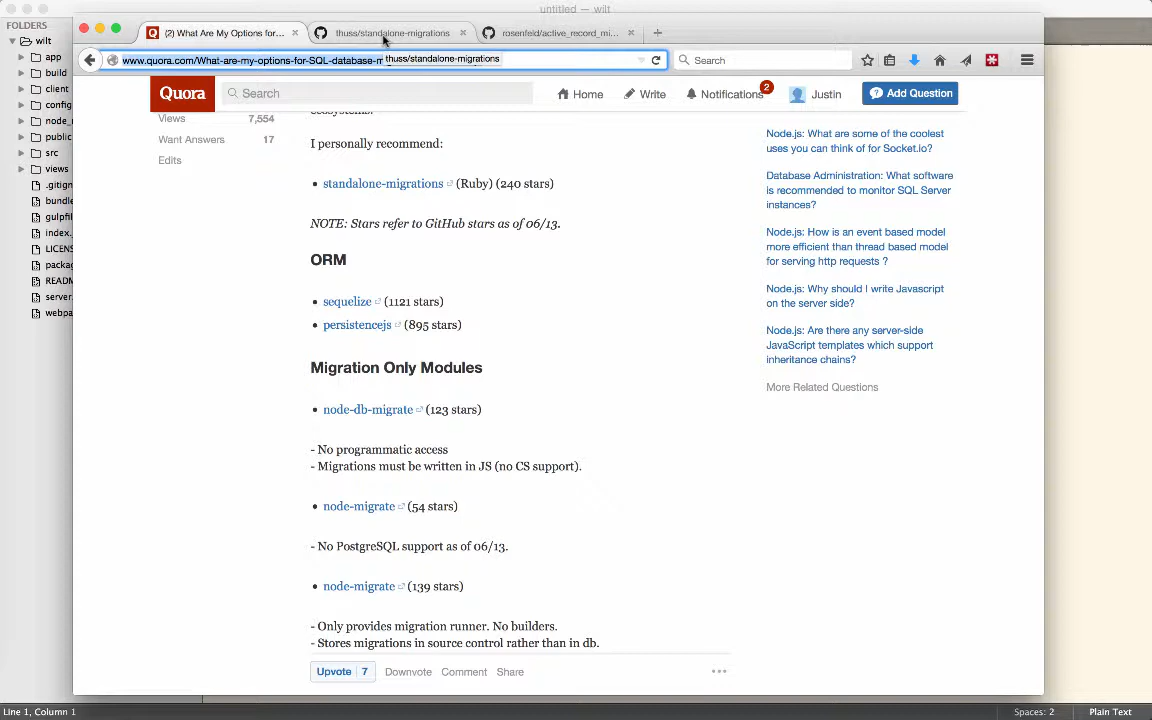 untitled — wilt
FOLDERS
wilt
app
build
client
config
node_
public
src
views
.gitign
bundle
gulpfil
index.
LICEN
packag
READ
server
webpa
(2) What Are My Options for...
thuss/standalone-migrations
rosenfeld/active_record_mi...
www.quora.com/What-are-my-options-for-SQL-database-m
thuss/standalone-migrations
Search
Quora
Search
Home
Write
Notifications
2
Justin
Add Question
Views 7,554
Want Answers 17
Edits
ecosystems.
I personally recommend:
• standalone-migrations (Ruby) (240 stars)
NOTE: Stars refer to GitHub stars as of 06/13.
ORM
• sequelize (1121 stars)
• persistencejs (895 stars)
Migration Only Modules
• node-db-migrate (123 stars)
- No programmatic access
- Migrations must be written in JS (no CS support).
• node-migrate (54 stars)
- No PostgreSQL support as of 06/13.
• node-migrate (139 stars)
- Only provides migration runner. No builders.
- Stores migrations in source control rather than in db.
Upvote 7
Downvote
Comment
Share
Node.js: What are some of the coolest
uses you can think of for Socket.io?
Database Administration: What software
is recommended to monitor SQL Server
instances?
Node.js: How is an event based model
more efficient than thread based model
for serving http requests ?
Node.js: Why should I write Javascript
on the server side?
Node.js: Are there any server-side
JavaScript templates which support
inheritance chains?
More Related Questions
Line 1, Column 1
Spaces: 2
Plain Text